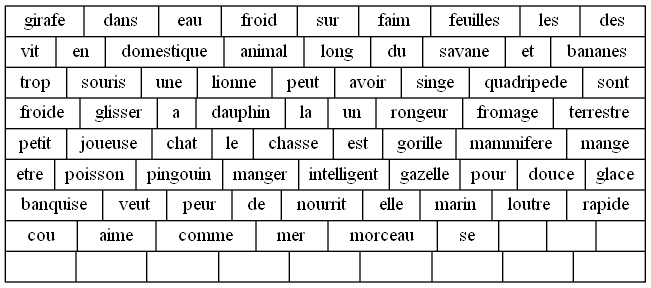 girafe dans eau froid sur faim feuilles les des
vit en domestique animal long du savane et bananes
trop souris une lionne peut avoir singe quadripede sont
froide glisser a dauphin la un rongeur fromage terrestre
petit joueuse chat le chasse est gorille mammifere mange
etre poisson pingouin manger intelligent gazelle pour douce glace
banquise veut peur de nourrit elle marin loutre rapide
cou aime comme mer morceau se